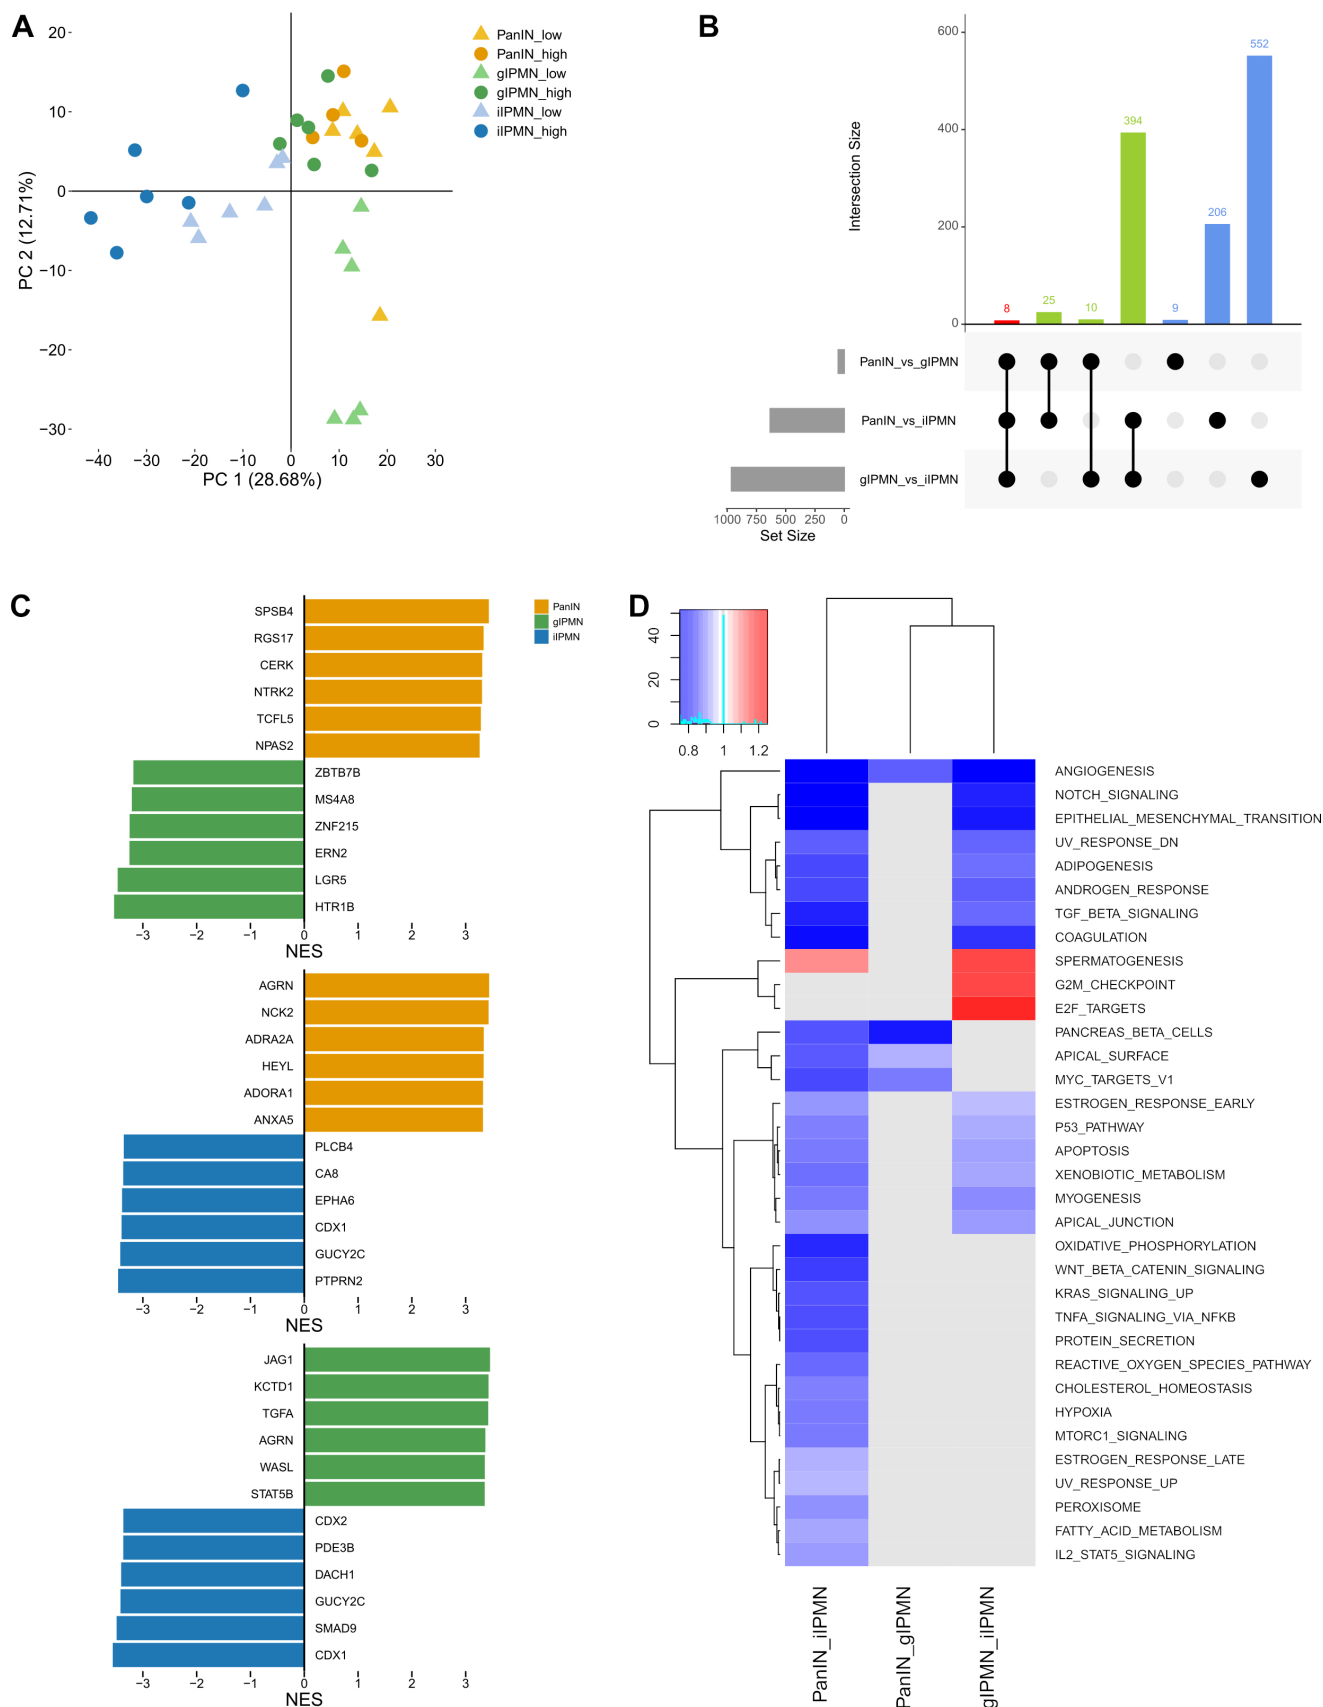 A
20
10
0
−10
−20
−30
−40
−30
−20
−10
0
10
20
30
PC 2 (12.71%)
PC 1 (28.68%)
PanIN_low
PanIN_high
gIPMN_low
gIPMN_high
iIPMN_low
iIPMN_high
B
Intersection Size
600
400
200
0
8
25
10
394
9
206
552
PanIN_vs_gIPMN
PanIN_vs_iIPMN
gIPMN_vs_iIPMN
1000 750 500 250 0
Set Size
C
SPSB4
RGS17
CERK
NTRK2
TCFL5
NPAS2
ZBTB7B
MS4A8
ZNF215
ERN2
LGR5
HTR1B
−3 −2 −1 0 1 2 3
NES
PanIN
gIPMN
iIPMN
AGRN
NCK2
ADRA2A
HEYL
ADORA1
ANXA5
PLCB4
CA8
EPHA6
CDX1
GUCY2C
PTPRN2
−3 −2 −1 0 1 2 3
NES
JAG1
KCTD1
TGFA
AGRN
WASL
STAT5B
CDX2
PDE3B
DACH1
GUCY2C
SMAD9
CDX1
−3 −2 −1 0 1 2 3
NES
D
40
20
0
0.8 1 1.2
ANGIOGENESIS
NOTCH_SIGNALING
EPITHELIAL_MESENCHYMAL_TRANSITION
UV_RESPONSE_DN
ADIPOGENESIS
ANDROGEN_RESPONSE
TGF_BETA_SIGNALING
COAGULATION
SPERMATOGENESIS
G2M_CHECKPOINT
E2F_TARGETS
PANCREAS_BETA_CELLS
APICAL_SURFACE
MYC_TARGETS_V1
ESTROGEN_RESPONSE_EARLY
P53_PATHWAY
APOPTOSIS
XENOBIOTIC_METABOLISM
MYOGENESIS
APICAL_JUNCTION
OXIDATIVE_PHOSPHORYLATION
WNT_BETA_CATENIN_SIGNALING
KRAS_SIGNALING_UP
TNFA_SIGNALING_VIA_NFKB
PROTEIN_SECRETION
REACTIVE_OXYGEN_SPECIES_PATHWAY
CHOLESTEROL_HOMEOSTASIS
HYPOXIA
MTORC1_SIGNALING
ESTROGEN_RESPONSE_LATE
UV_RESPONSE_UP
PEROXISOME
FATTY_ACID_METABOLISM
IL2_STAT5_SIGNALING
PanIN_iIPMN
PanIN_gIPMN
gIPMN_iIPMN